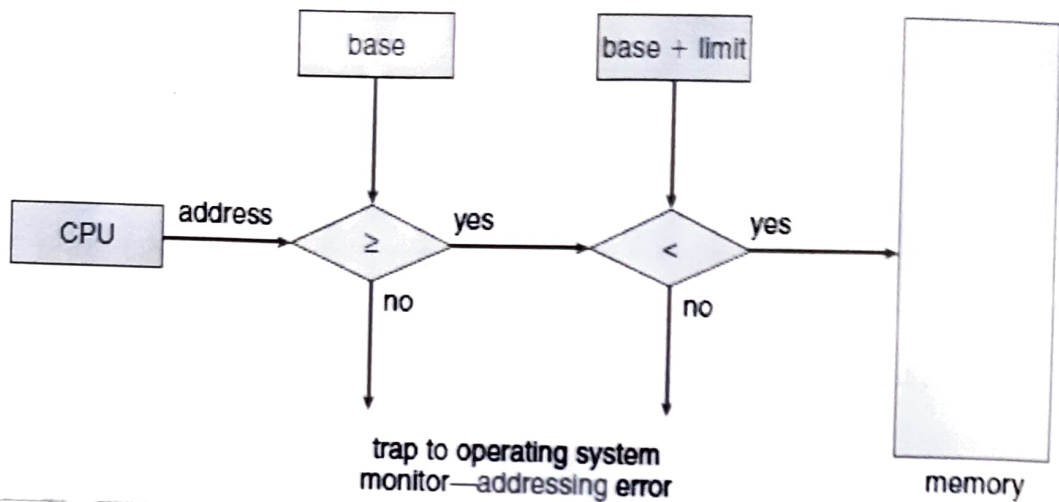 base
base + limit
CPU
address
≥
yes
<
yes
no
no
trap to operating system
monitor—addressing error
memory